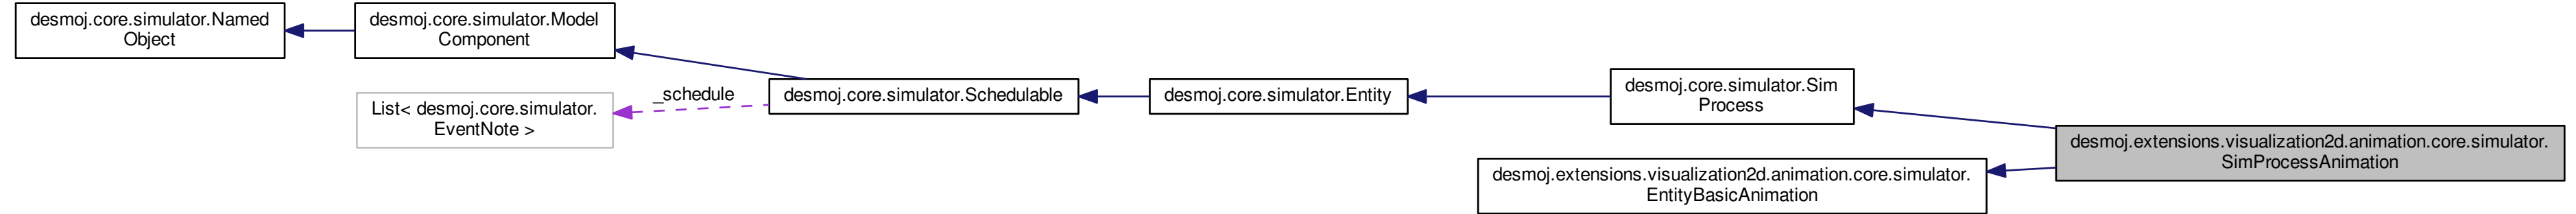 desmoj.core.simulator.Named
Object
desmoj.core.simulator.Model
Component
List< desmoj.core.simulator.
EventNote >
_schedule
desmoj.core.simulator.Schedulable
desmoj.core.simulator.Entity
desmoj.core.simulator.Sim
Process
desmoj.extensions.visualization2d.animation.core.simulator.
EntityBasicAnimation
desmoj.extensions.visualization2d.animation.core.simulator.
SimProcessAnimation